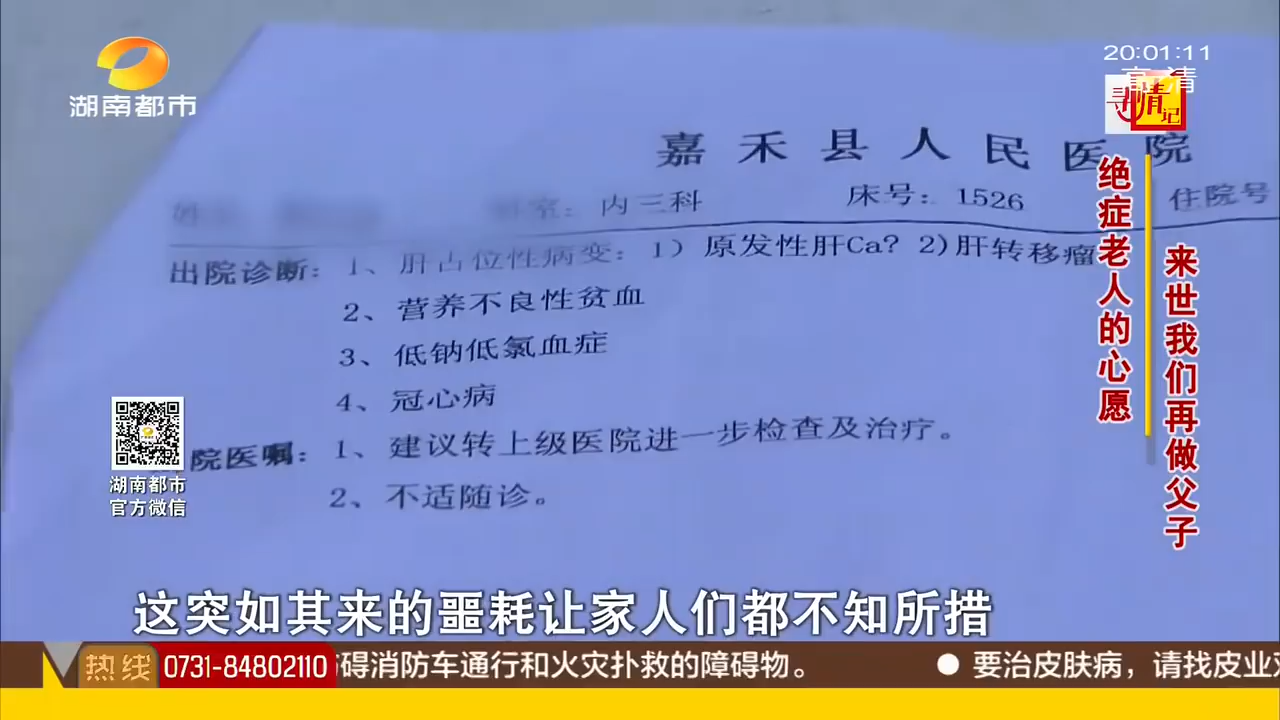 湖南都市
20:01:11
高清
寻情记
嘉禾县人民医院
内三科 床号：1526 住院号
出院诊断：1、肝占位性病变：1）原发性肝Ca？2)肝转移瘤
2、营养不良性贫血
3、低钠低氯血症
4、冠心病
院医嘱：1、建议转上级医院进一步检查及治疗。
2、不适随诊。
绝症老人的心愿
来世我们再做父子
湖南都市
官方微信
这突如其来的噩耗让家人们都不知所措
热线 0731-84802110 碍消防车通行和火灾扑救的障碍物。 ● 要治皮肤病，请找皮业